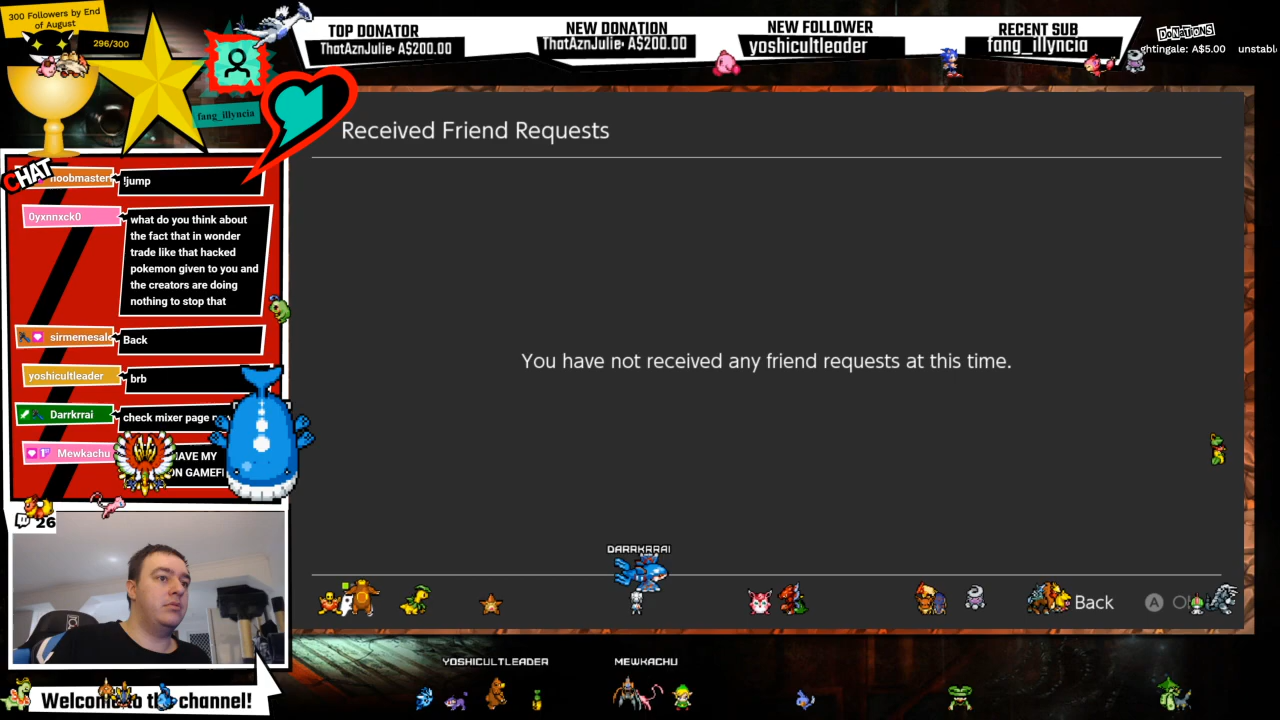 300 Followers by End
of August
296/300
TOP DONATOR
ThatAznJulie: A$200.00
NEW DONATION
ThatAznJulie: A$200.00
NEW FOLLOWER
yoshicultleader
RECENT SUB
fang_illyncia
DONATIONS
ghtingale: A$5.00 unstabl
fang_illyncia
Received Friend Requests
CHAT
noobmaster
!jump
0yxnnxck0
what do you think about
the fact that in wonder
trade like that hacked
pokemon given to you and
the creators are doing
nothing to stop that
sirmemesalo
Back
yoshicultleader
brb
Darrkrrai
check mixer page
Mewkachu
MY
You have not received any friend requests at this time.
26
DARRKRRAI
Back
A
YOSHICULTLEADER
MEWKACHU
Welcome to the channel!